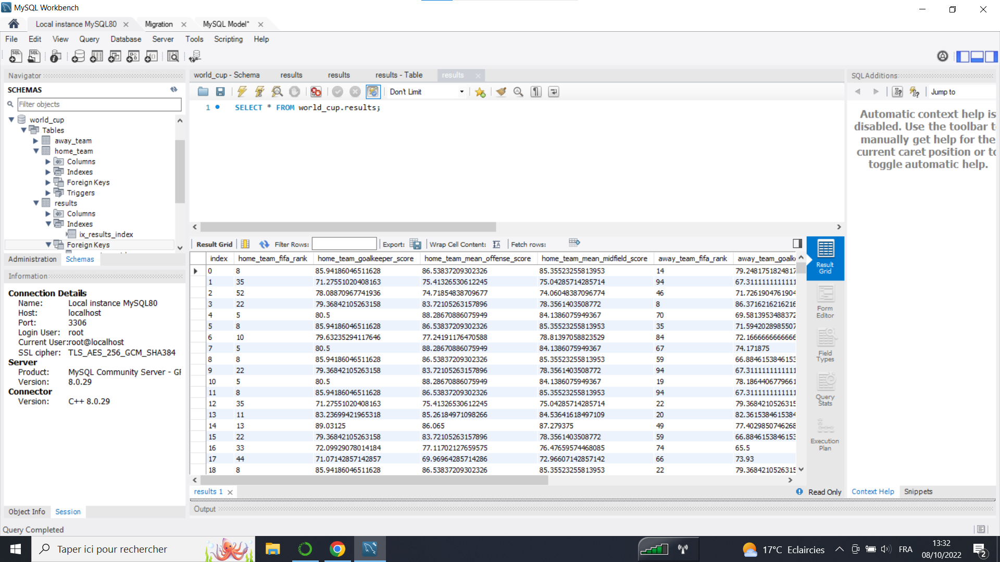 MySQL Workbench
Local instance MySQL80
Migration
MySQL Model*
File Edit View Query Database Server Tools Scripting Help
Navigator
SCHEMAS
Filter objects
world_cup
Tables
away_team
home_team
Columns
Indexes
Foreign Keys
Triggers
results
Columns
Indexes
ix_results_index
Foreign Keys
Administration Schemas
Information
Connection Details
Name: Local instance MySQL80
Host: localhost
Port: 3306
Login User: root
Current User:root@localhost
SSL cipher: TLS_AES_256_GCM_SHA384
Server
Product: MySQL Community Server - GF
Version: 8.0.29
Connector
Version: C++ 8.0.29
Object Info Session
Query Completed
world_cup - Schema results results results - Table results
Don't Limit
1 SELECT * FROM world_cup.results;
Result Grid Filter Rows: Export: Wrap Cell Content: Fetch rows:
index home_team_fifa_rank home_team_goalkeeper_score home_team_mean_offense_score home_team_mean_midfield_score away_team_fifa_rank away_team_goalk
0 8 85.94186046511628 86.53837209302326 85.35523255813953 14 79.2481751824817
1 35 71.27551020408163 75.41326530612245 75.04285714285714 94 67.3111111111111
2 52 78.08870967741936 74.71854838709677 74.06048387096774 46 71.7261904761904
3 22 79.36842105263158 83.72105263157896 78.3561403508772 8 86.3716216216216
4 5 80.5 88.28670886075949 84.1386075949367 70 69.5813953488372
5 8 85.94186046511628 86.53837209302326 85.35523255813953 35 71.5942028985507
6 10 79.63235294117646 77.24191176470588 78.81397058823529 84 72.1666666666666
7 5 80.5 88.28670886075949 84.1386075949367 67 74.171875
8 8 85.94186046511628 86.53837209302326 85.35523255813953 59 66.8846153846153
9 22 79.36842105263158 83.72105263157896 78.3561403508772 94 67.3111111111111
10 5 80.5 88.28670886075949 84.1386075949367 19 78.1864406779661
11 8 85.94186046511628 86.53837209302326 85.35523255813953 94 67.3111111111111
12 35 71.27551020408163 75.41326530612245 75.04285714285714 22 79.3684210526315
13 11 83.23699421965318 85.26184971098266 84.53641618497109 20 82.3615384615384
14 13 89.03125 86.065 87.279375 49 77.4029850746268
15 22 79.36842105263158 83.72105263157896 78.3561403508772 59 66.8846153846153
16 33 72.09929078014184 77.11702127659575 76.47659574468085 74 65.5
17 44 71.07142857142857 69.96964285714286 72.96607142857142 66 73.93
18 8 85.94186046511628 86.53837209302326 85.35523255813953 22 79.3684210526315
Result Grid
Form Editor
Field Types
Query Stats
Execution Plan
results 1
Read Only
Output
SQLAdditions
Jump to
Automatic context help is
disabled. Use the toolbar t
manually get help for the
current caret position or to
toggle automatic help.
Context Help Snippets
Taper ici pour rechercher
17°C Eclaircies
FRA
13:32
08/10/2022
2